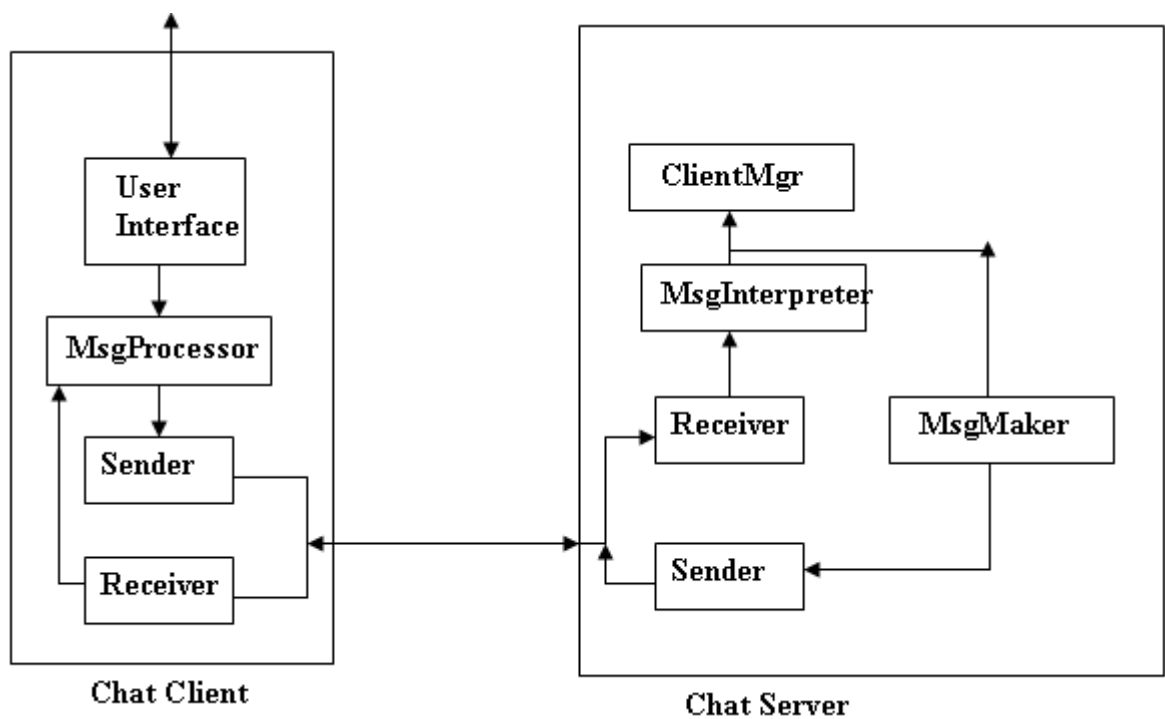 User
Interface
MsgProcessor
Sender
Receiver
Chat Client
ClientMgr
MsgInterpreter
Receiver
MsgMaker
Sender
Chat Server